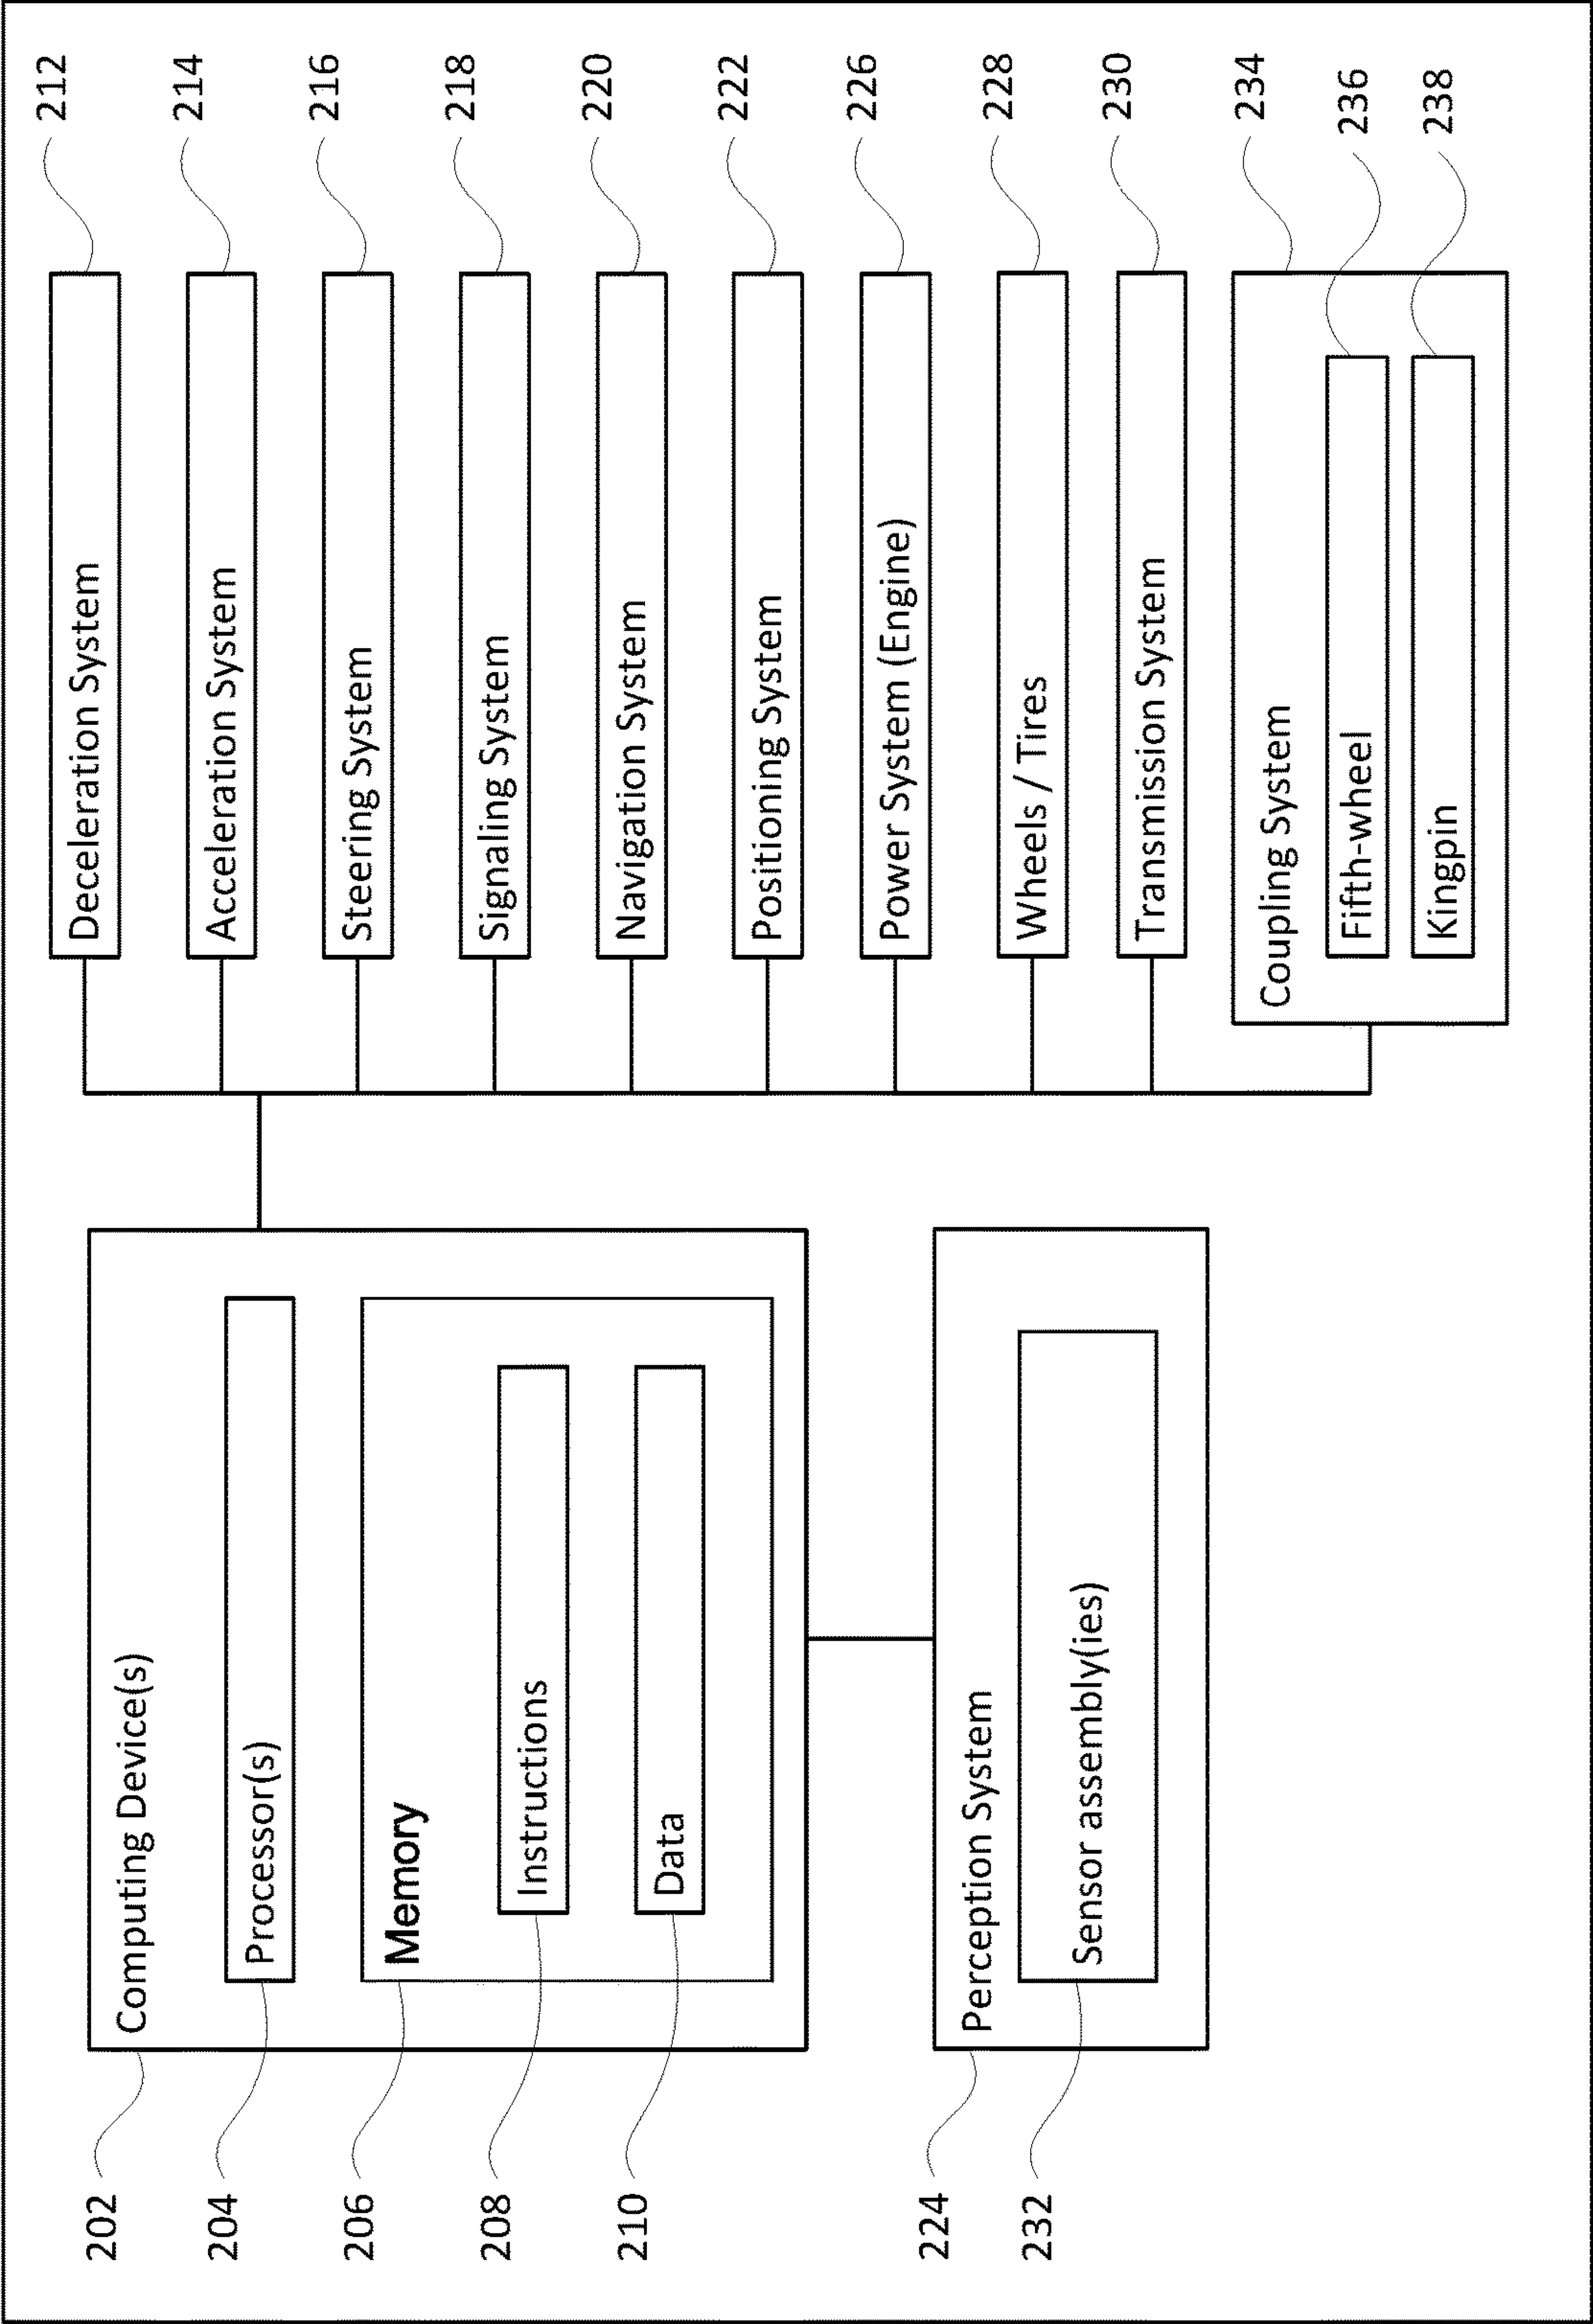 202
Computing Device(s)
204
Processor(s)
206
Memory
208
Instructions
210
Data
224
Perception System
232
Sensor assembly(ies)
Deceleration System
212
Acceleration System
214
Steering System
216
Signaling System
218
Navigation System
220
Positioning System
222
Power System (Engine)
226
Wheels / Tires
228
Transmission System
230
Coupling System
234
Fifth-wheel
236
Kingpin
238